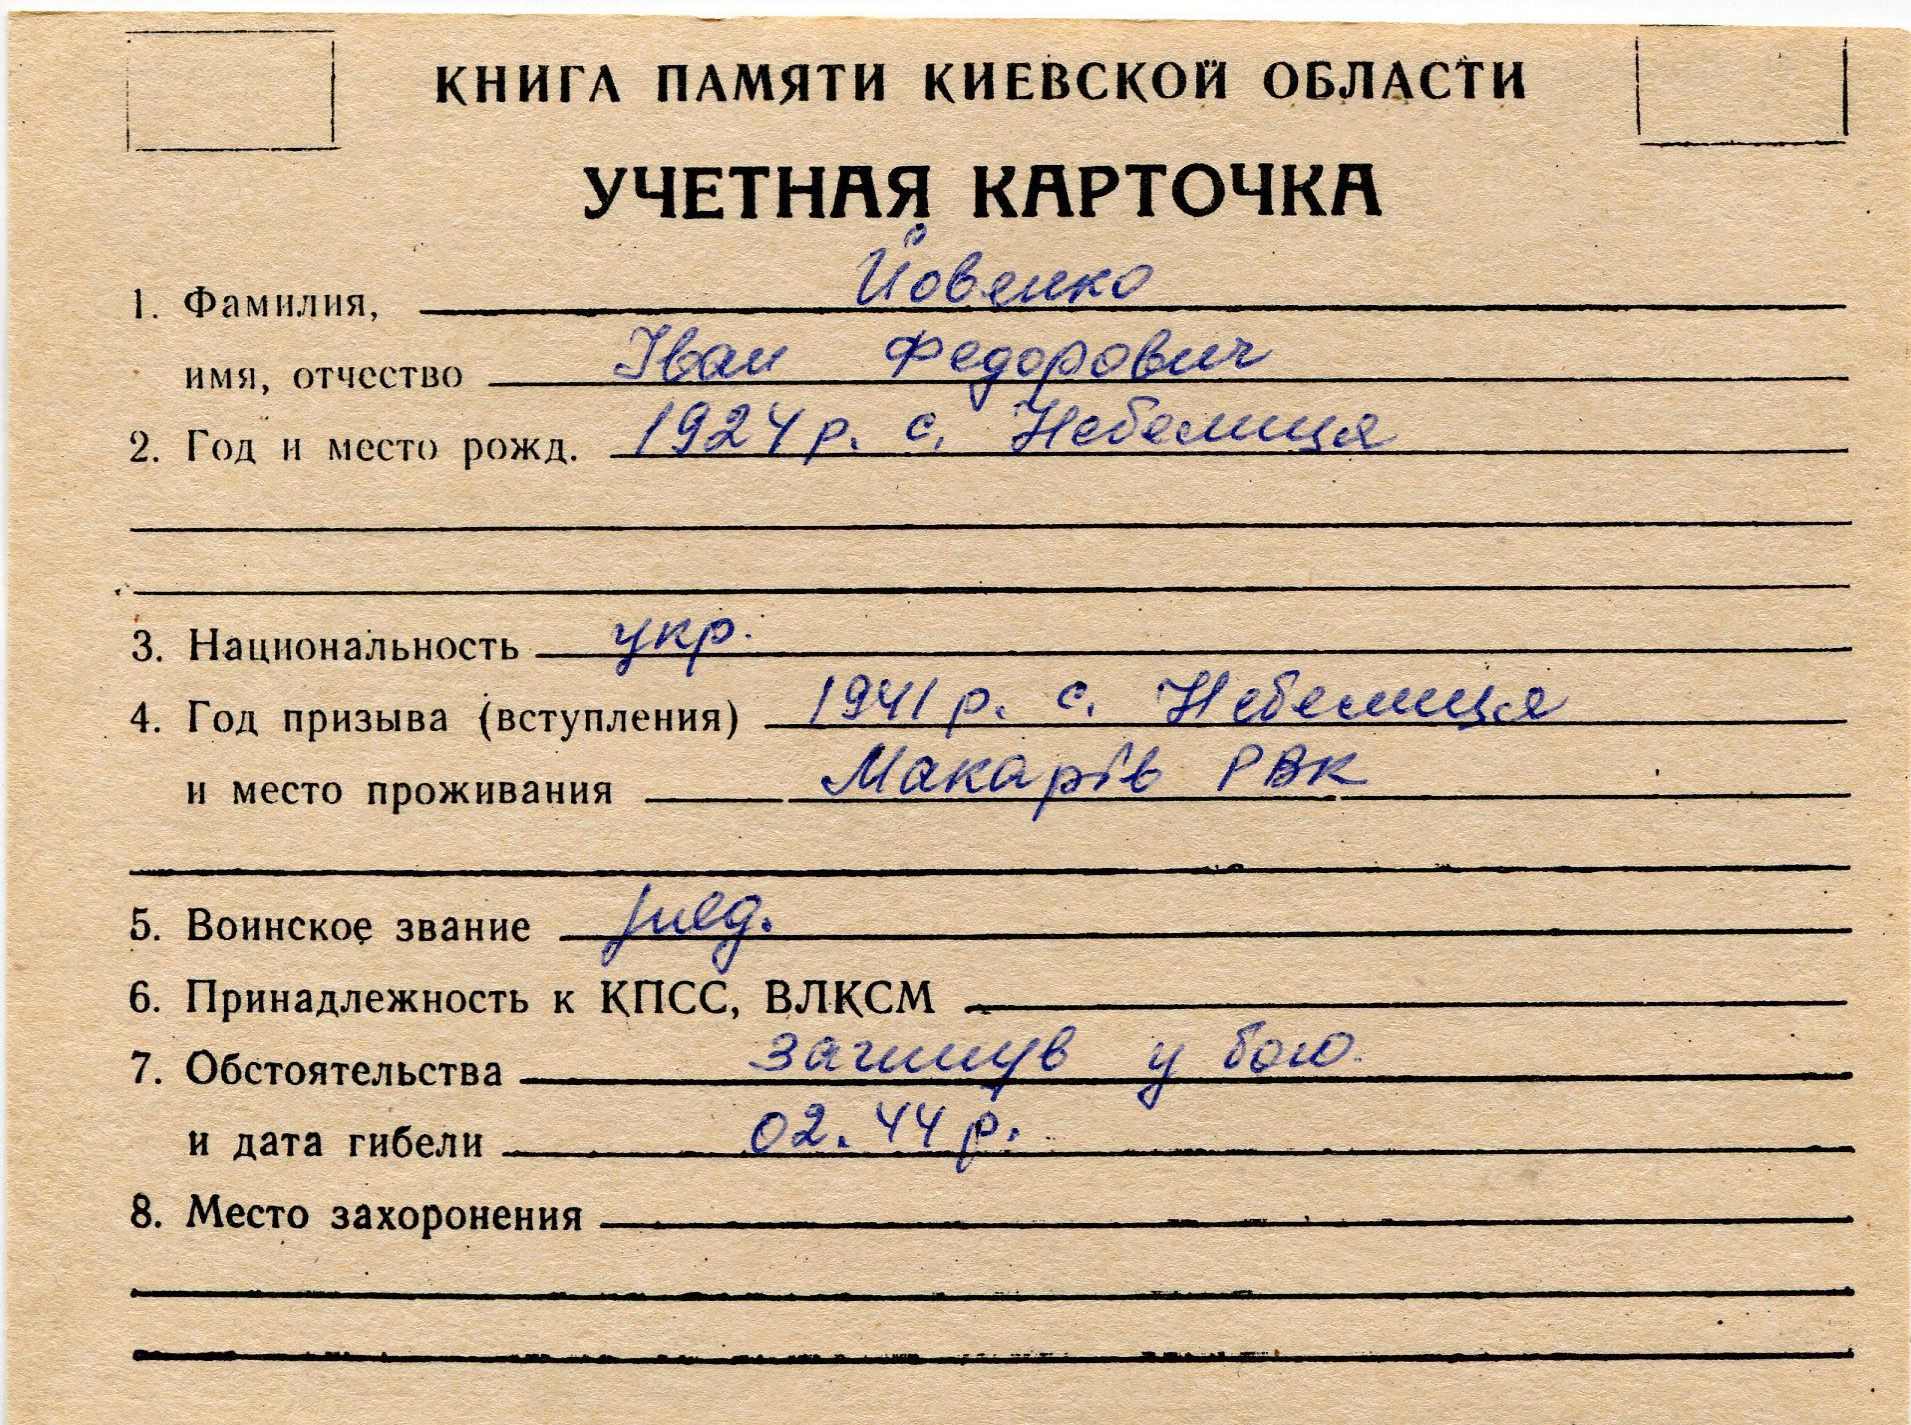 КНИГА ПАМЯТИ КИЕВСКОЙ ОБЛАСТИ
УЧЕТНАЯ КАРТОЧКА
1. Фамилия, Йовенко
имя, отчество Іван Федорович
2. Год и место рожд. 1924 р. с. Небелиця
3. Национальность укр.
4. Год призыва (вступления) 1941 р. с. Небелиця
и место проживания Макарів РВК
5. Воинское звание
6. Принадлежность к КПСС, ВЛКСМ
7. Обстоятельства загинув у бою.
и дата гибели 02.44 р.
8. Место захоронения